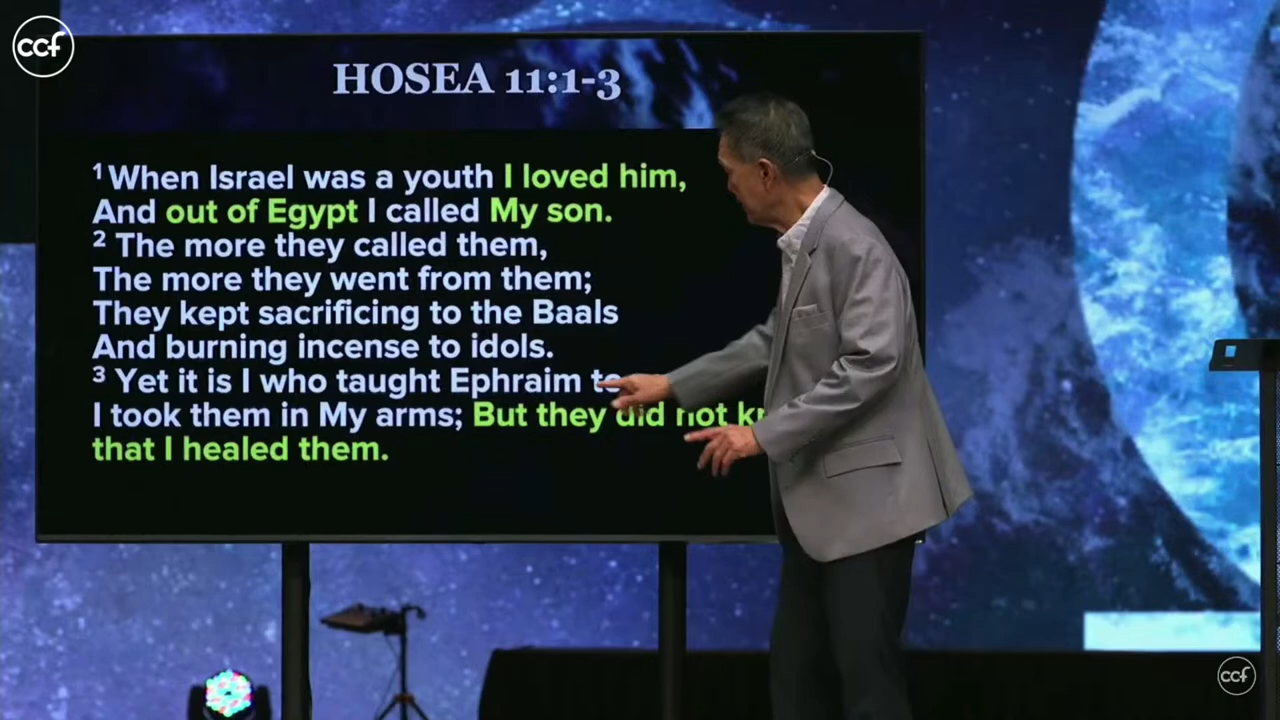 ccf
HOSEA 11:1-3
1 When Israel was a youth I loved him,
And out of Egypt I called My son.
2 The more they called them,
The more they went from them;
They kept sacrificing to the Baals
And burning incense to idols.
3 Yet it is I who taught Ephraim to
I took them in My arms; But they did not
that I healed them.
ccf